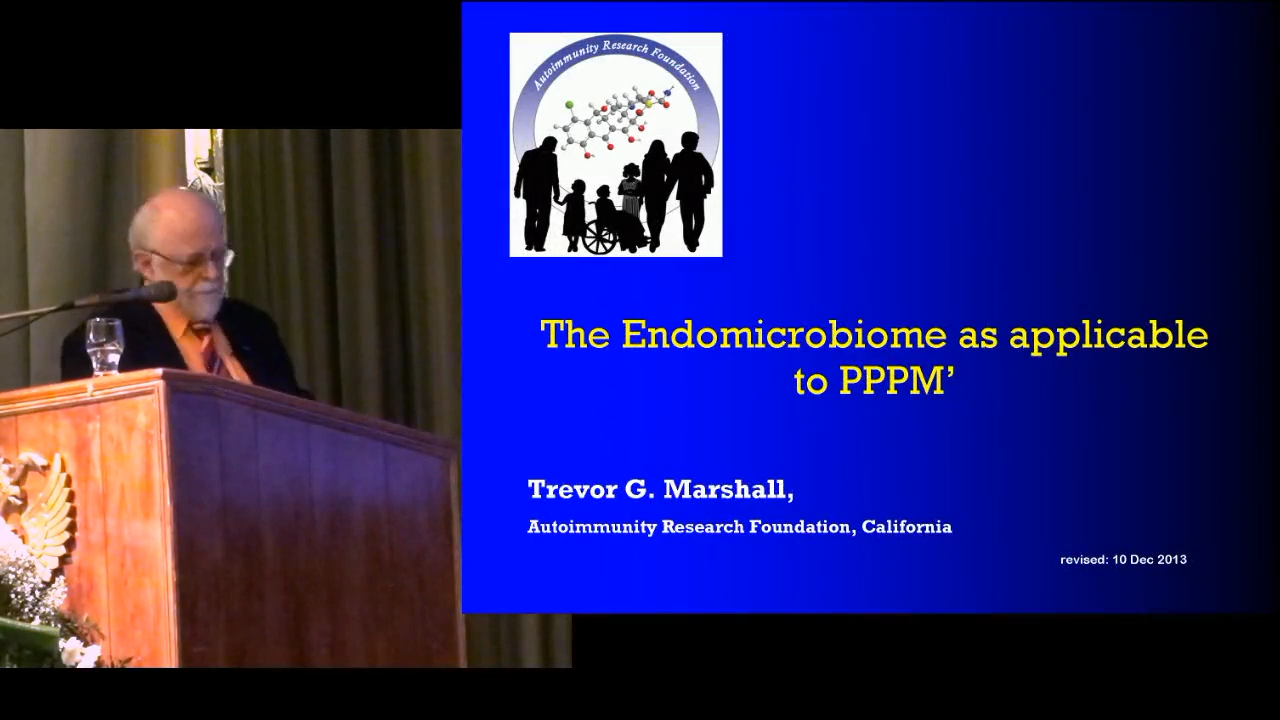 Autoimmunity Research Foundation
The Endomicrobiome as applicable
to PPPM’
Trevor G. Marshall,
Autoimmunity Research Foundation, California
revised: 10 Dec 2013